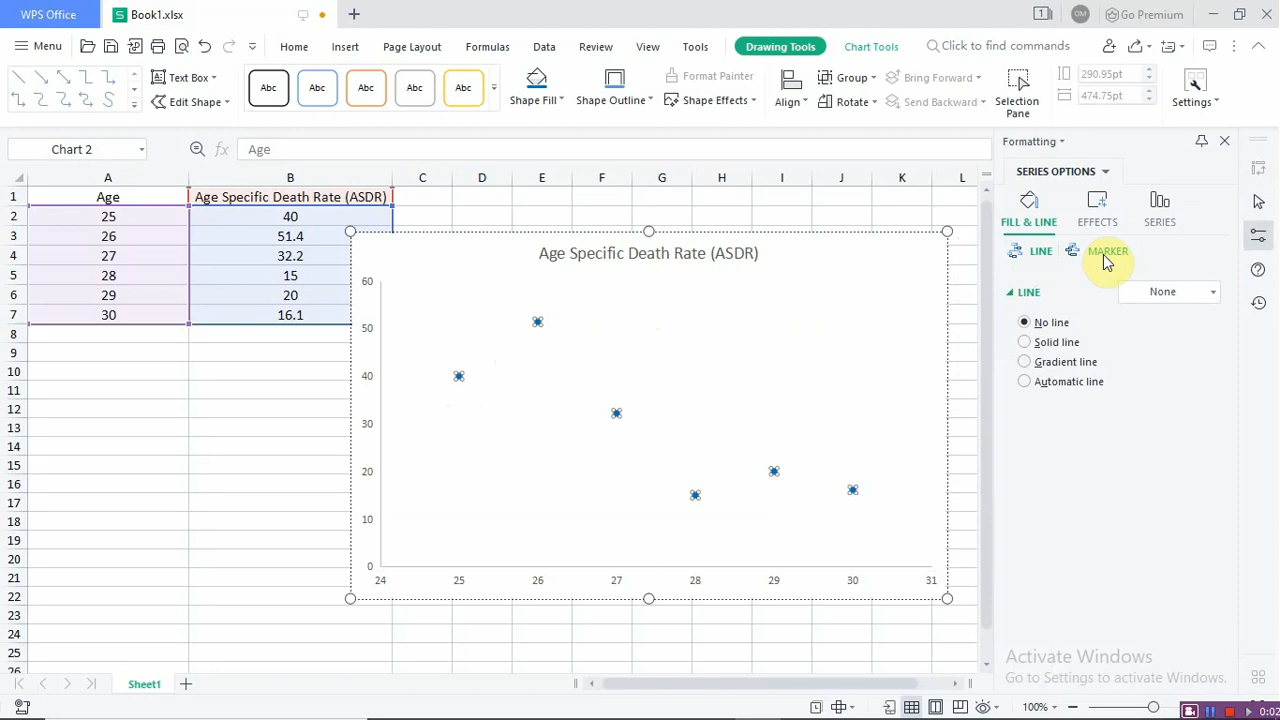 WPS Office
S Book1.xlsx
+
1
OM
Go Premium
Menu
Home
Insert
Page Layout
Formulas
Data
Review
View
Tools
Drawing Tools
Chart Tools
Click to find commands
Text Box
Edit Shape
Abc Abc Abc Abc Abc
Shape Fill
Shape Outline
Format Painter
Shape Effects
Align
Group
Rotate
Bring Forward
Send Backward
Selection Pane
290.95pt
474.75pt
Settings
Chart 2
fx
Age
A B C D E F G H I J K L
1 Age Age Specific Death Rate (ASDR)
2 25 40
3 26 51.4
4 27 32.2
5 28 15
6 29 20
7 30 16.1
8
9
10
11
12
13
14
15
16
17
18
19
20
21
22
23
24
25
26
Age Specific Death Rate (ASDR)
60
50
40
30
20
10
0
24 25 26 27 28 29 30 31
Formatting
SERIES OPTIONS
FILL & LINE
EFFECTS
SERIES
LINE
MARKER
LINE
None
No line
Solid line
Gradient line
Automatic line
Activate Windows
Go to Settings to activate Windows.
Sheet1
+
100%
0:02